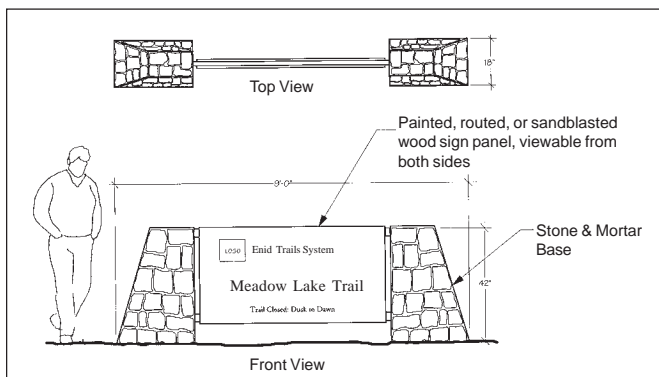 18"
Top View
Painted, routed, or sandblasted
wood sign panel, viewable from
both sides
9'-0"
Stone & Mortar
Base
LOGO
Enid Trails System
Meadow Lake Trail
Trail Closed: Dusk to Dawn
42"
Front View